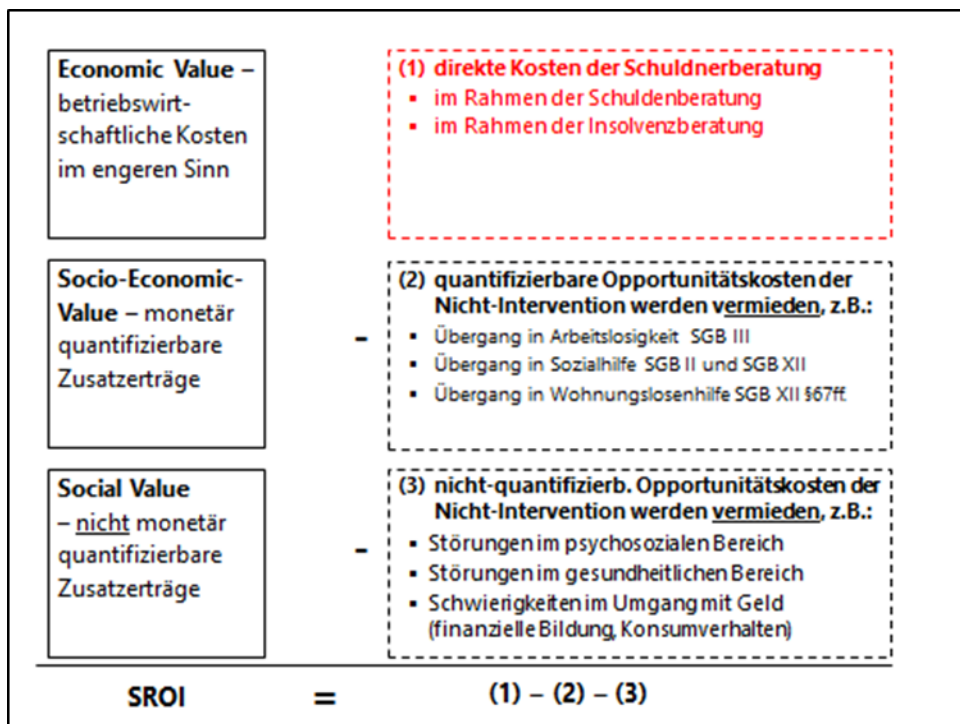 Economic Value –
betriebswirt-
schaftliche Kosten
im engeren Sinn
(1) direkte Kosten der Schuldnerberatung
▪ im Rahmen der Schuldenberatung
▪ im Rahmen der Insolvenzberatung
Socio-Economic-
Value – monetär
quantifizierbare
Zusatzerträge
-
(2) quantifizierbare Opportunitätskosten der
Nicht-Intervention werden vermieden, z.B.:
▪ Übergang in Arbeitslosigkeit SGB III
▪ Übergang in Sozialhilfe SGB II und SGB XII
▪ Übergang in Wohnungslosenhilfe SGB XII §67ff.
Social Value
– nicht monetär
quantifizierbare
Zusatzerträge
-
(3) nicht-quantifizierb. Opportunitätskosten der
Nicht-Intervention werden vermieden, z.B.:
▪ Störungen im psychosozialen Bereich
▪ Störungen im gesundheitlichen Bereich
▪ Schwierigkeiten im Umgang mit Geld
(finanzielle Bildung, Konsumverhalten)
SROI = (1) – (2) – (3)